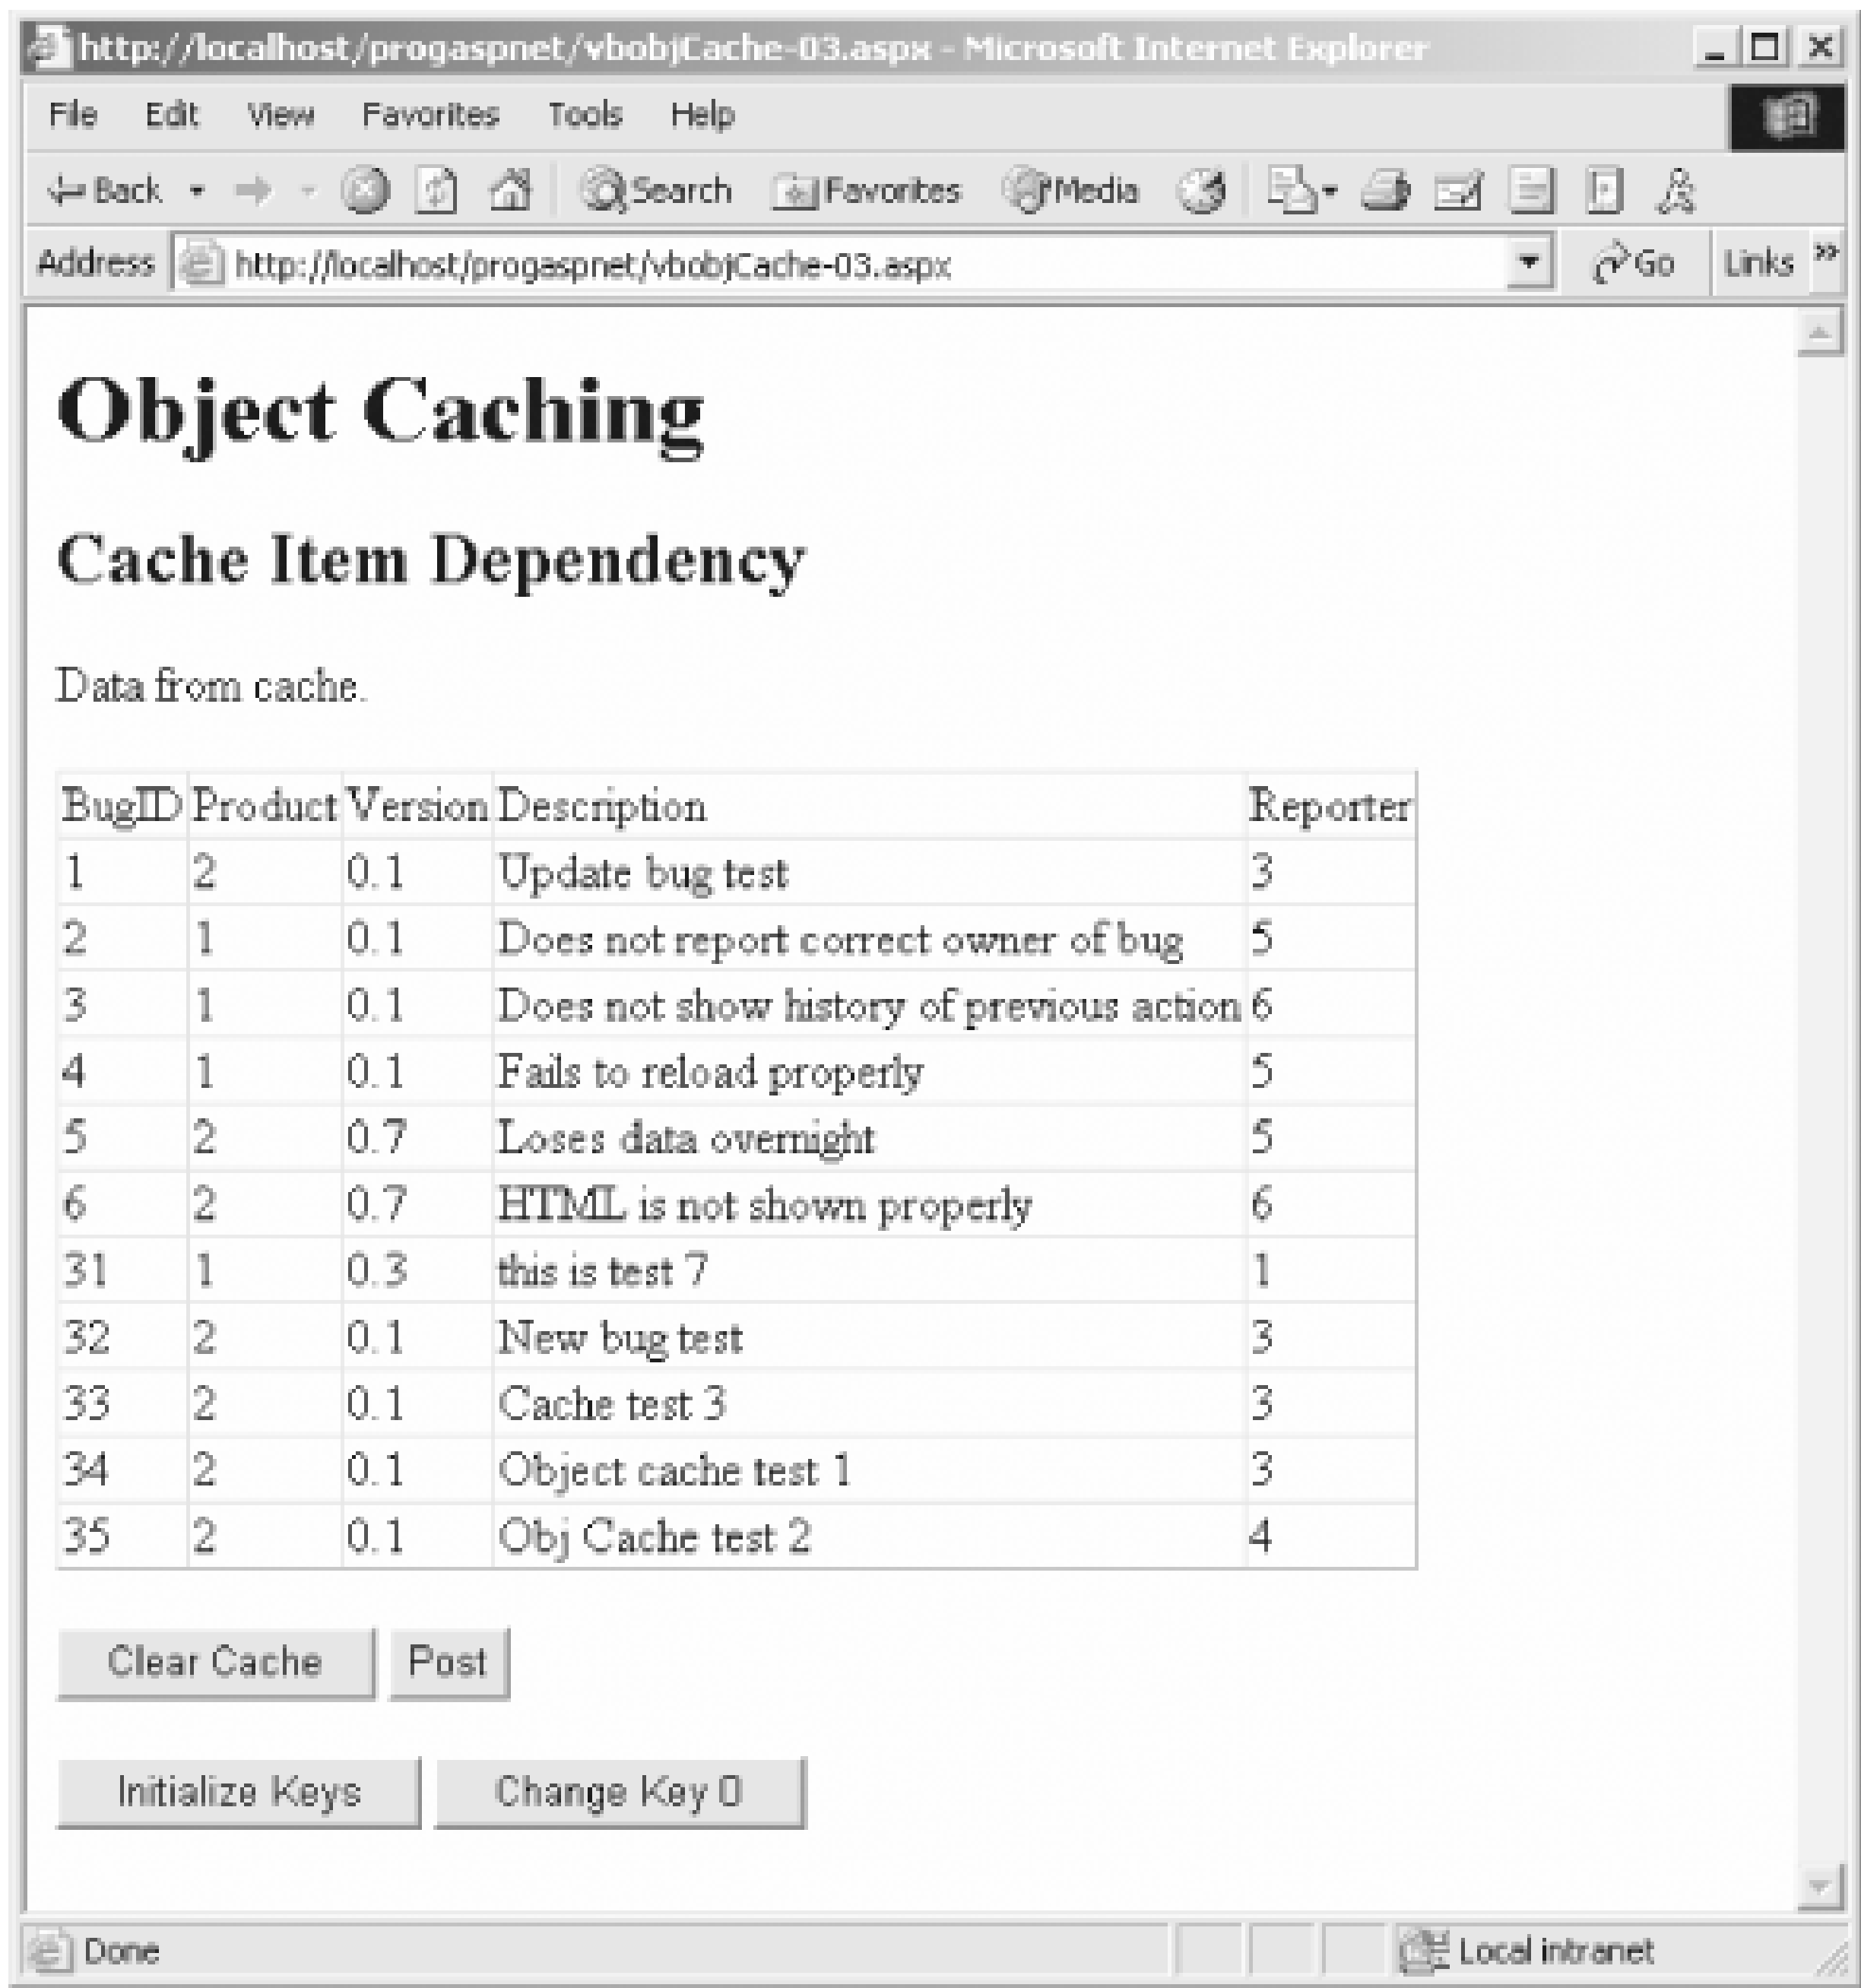 http://localhost/progaspnet/vbobjCache-03.aspx - Microsoft Internet Explorer
File Edit View Favorites Tools Help
Back Search Favorites Media
Address http://localhost/progaspnet/vbobjCache-03.aspx Go Links »
Object Caching
Cache Item Dependency
Data from cache.
BugID Product Version Description Reporter
1 2 0.1 Update bug test 3
2 1 0.1 Does not report correct owner of bug 5
3 1 0.1 Does not show history of previous action 6
4 1 0.1 Fails to reload properly 5
5 2 0.7 Loses data overnight 5
6 2 0.7 HTML is not shown properly 6
31 1 0.3 this is test 7 1
32 2 0.1 New bug test 3
33 2 0.1 Cache test 3 3
34 2 0.1 Object cache test 1 3
35 2 0.1 Obj Cache test 2 4
Clear Cache Post
Initialize Keys Change Key 0
Done Local intranet